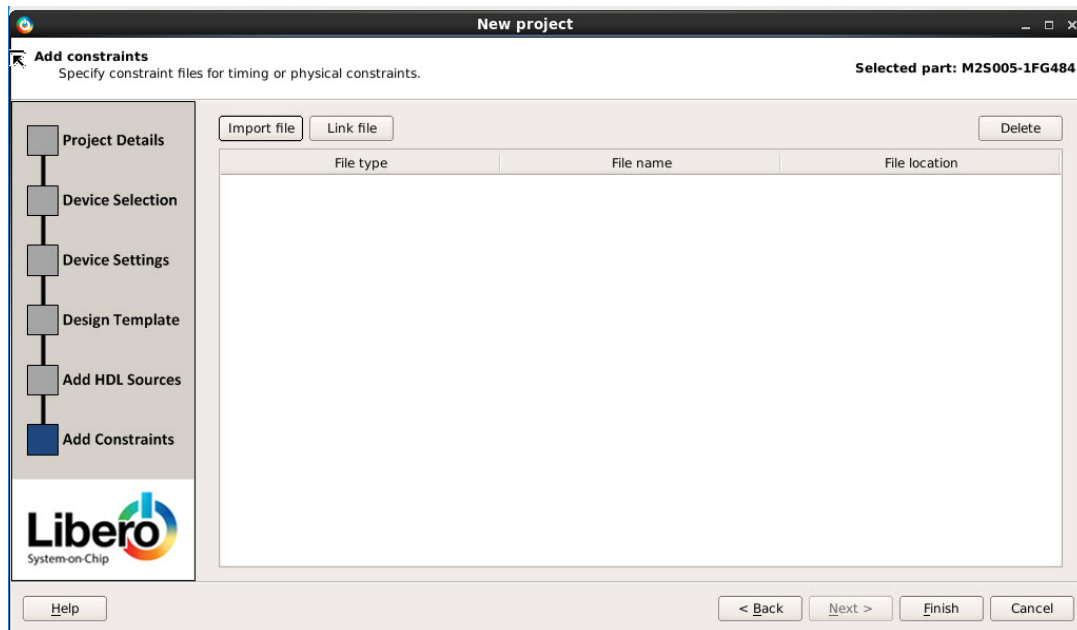 New project
Add constraints
Specify constraint files for timing or physical constraints.
Selected part: M2S005-1FG484
Project Details
Device Selection
Device Settings
Design Template
Add HDL Sources
Add Constraints
Libero
System-on-Chip
Import file Link file Delete
File type File name File location
Help < Back Next > Finish Cancel